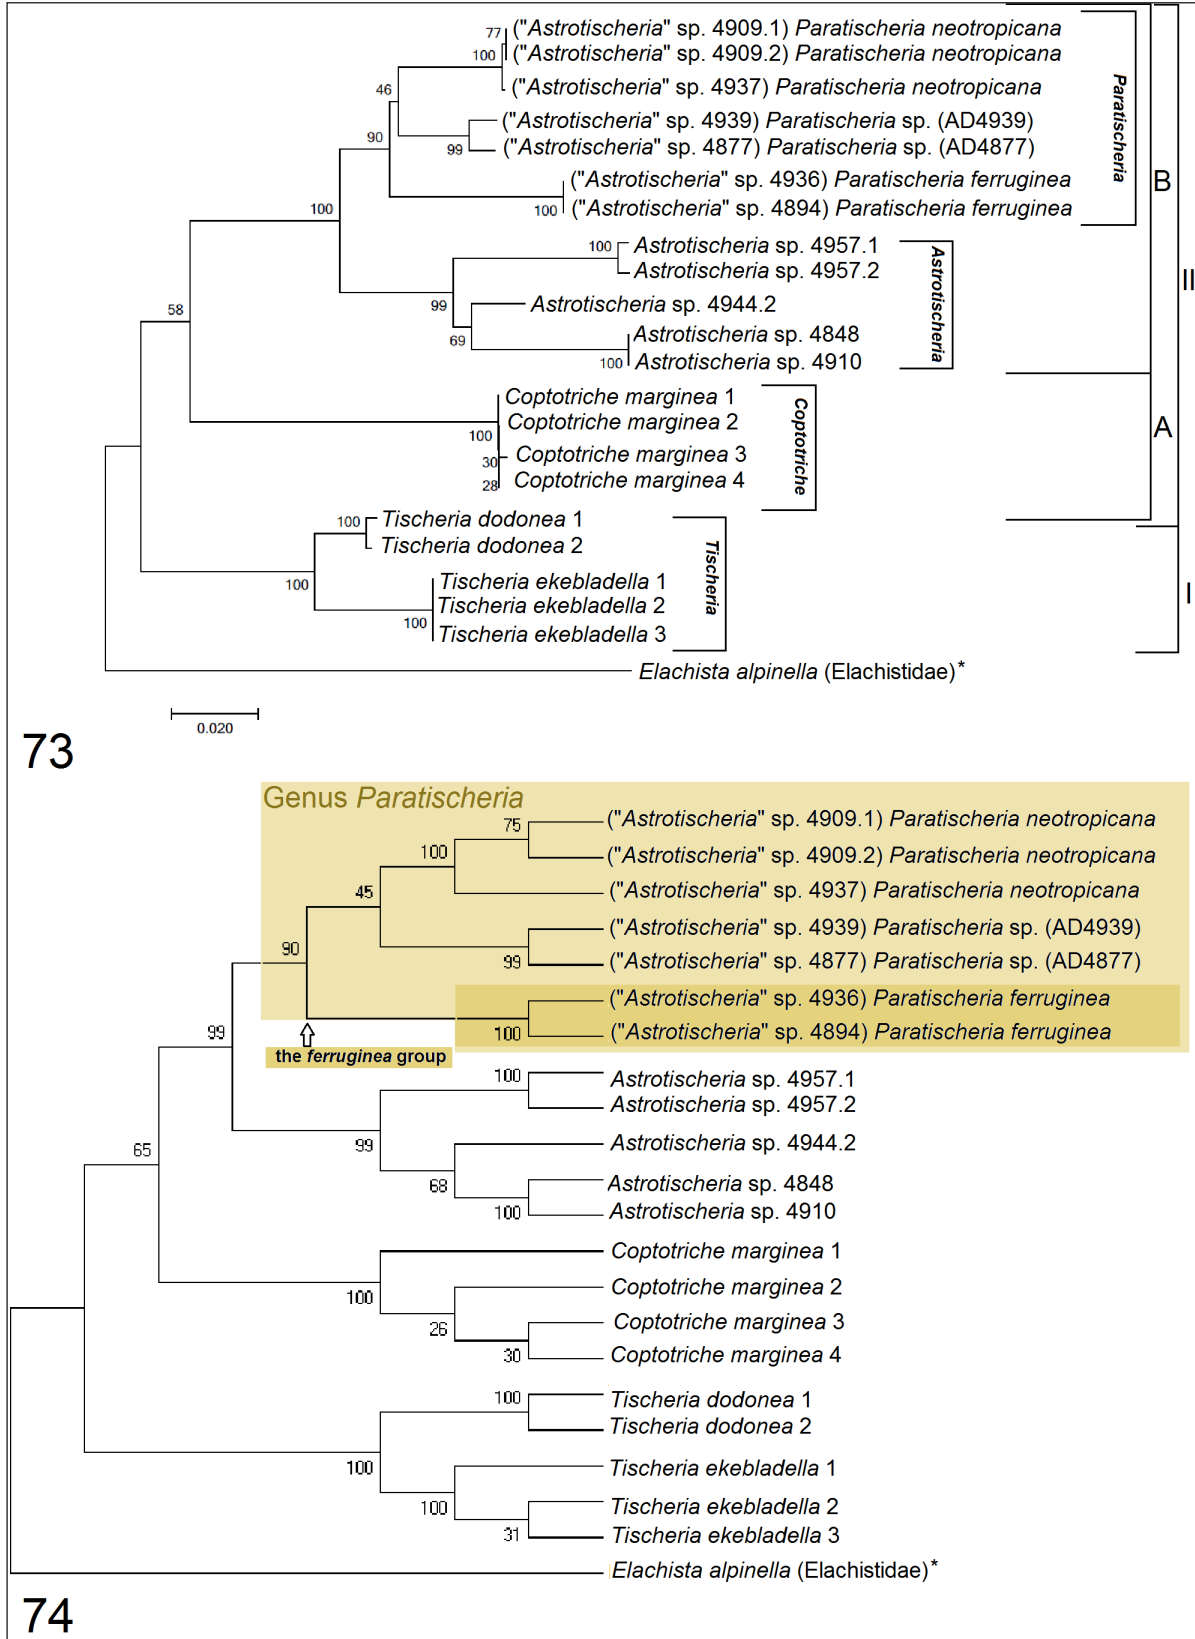 77
("Astrotischeria" sp. 4909.1) Paratischeria neotropicana
100
("Astrotischeria" sp. 4909.2) Paratischeria neotropicana
("Astrotischeria" sp. 4937) Paratischeria neotropicana
46
("Astrotischeria" sp. 4939) Paratischeria sp. (AD4939)
90
99
("Astrotischeria" sp. 4877) Paratischeria sp. (AD4877)
("Astrotischeria" sp. 4936) Paratischeria ferruginea
100
("Astrotischeria" sp. 4894) Paratischeria ferruginea
Paratischeria
B
100
100
Astrotischeria sp. 4957.1
Astrotischeria sp. 4957.2
99
Astrotischeria sp. 4944.2
69
Astrotischeria sp. 4848
100
Astrotischeria sp. 4910
Astrotischeria
II
58
Coptotriche marginea 1
Coptotriche marginea 2
100
Coptotriche marginea 3
30
Coptotriche marginea 4
28
Coptotriche
A
100
Tischeria dodonea 1
Tischeria dodonea 2
100
Tischeria ekebladella 1
Tischeria ekebladella 2
100
Tischeria ekebladella 3
Tischeria
I
Elachista alpinella (Elachistidae)*
0.020
73
Genus Paratischeria
75
("Astrotischeria" sp. 4909.1) Paratischeria neotropicana
100
("Astrotischeria" sp. 4909.2) Paratischeria neotropicana
45
("Astrotischeria" sp. 4937) Paratischeria neotropicana
90
("Astrotischeria" sp. 4939) Paratischeria sp. (AD4939)
99
("Astrotischeria" sp. 4877) Paratischeria sp. (AD4877)
("Astrotischeria" sp. 4936) Paratischeria ferruginea
100
("Astrotischeria" sp. 4894) Paratischeria ferruginea
99
the ferruginea group
100
Astrotischeria sp. 4957.1
Astrotischeria sp. 4957.2
99
Astrotischeria sp. 4944.2
65
68
Astrotischeria sp. 4848
100
Astrotischeria sp. 4910
Coptotriche marginea 1
100
Coptotriche marginea 2
26
Coptotriche marginea 3
30
Coptotriche marginea 4
100
Tischeria dodonea 1
Tischeria dodonea 2
100
Tischeria ekebladella 1
100
Tischeria ekebladella 2
31
Tischeria ekebladella 3
Elachista alpinella (Elachistidae)*
74